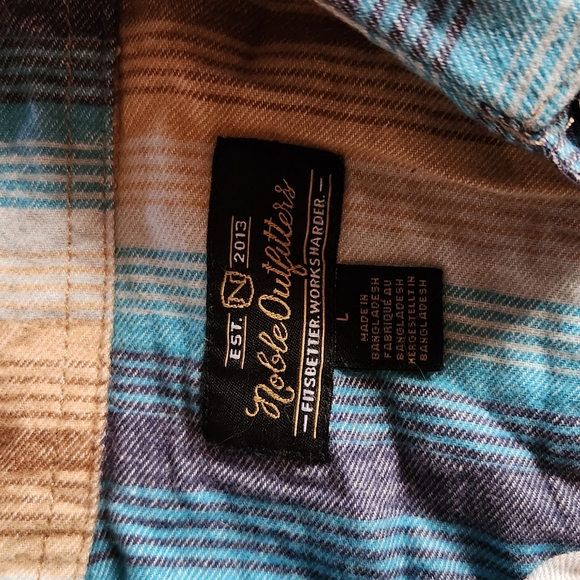 EST. N 2013
Noble Outfitters
FITS BETTER. WORKS HARDER.
L
MADE IN
BANGLADESH
FABRIQUÉ AU
BANGLADESH
HERGESTELLT IN
BANGLADESH